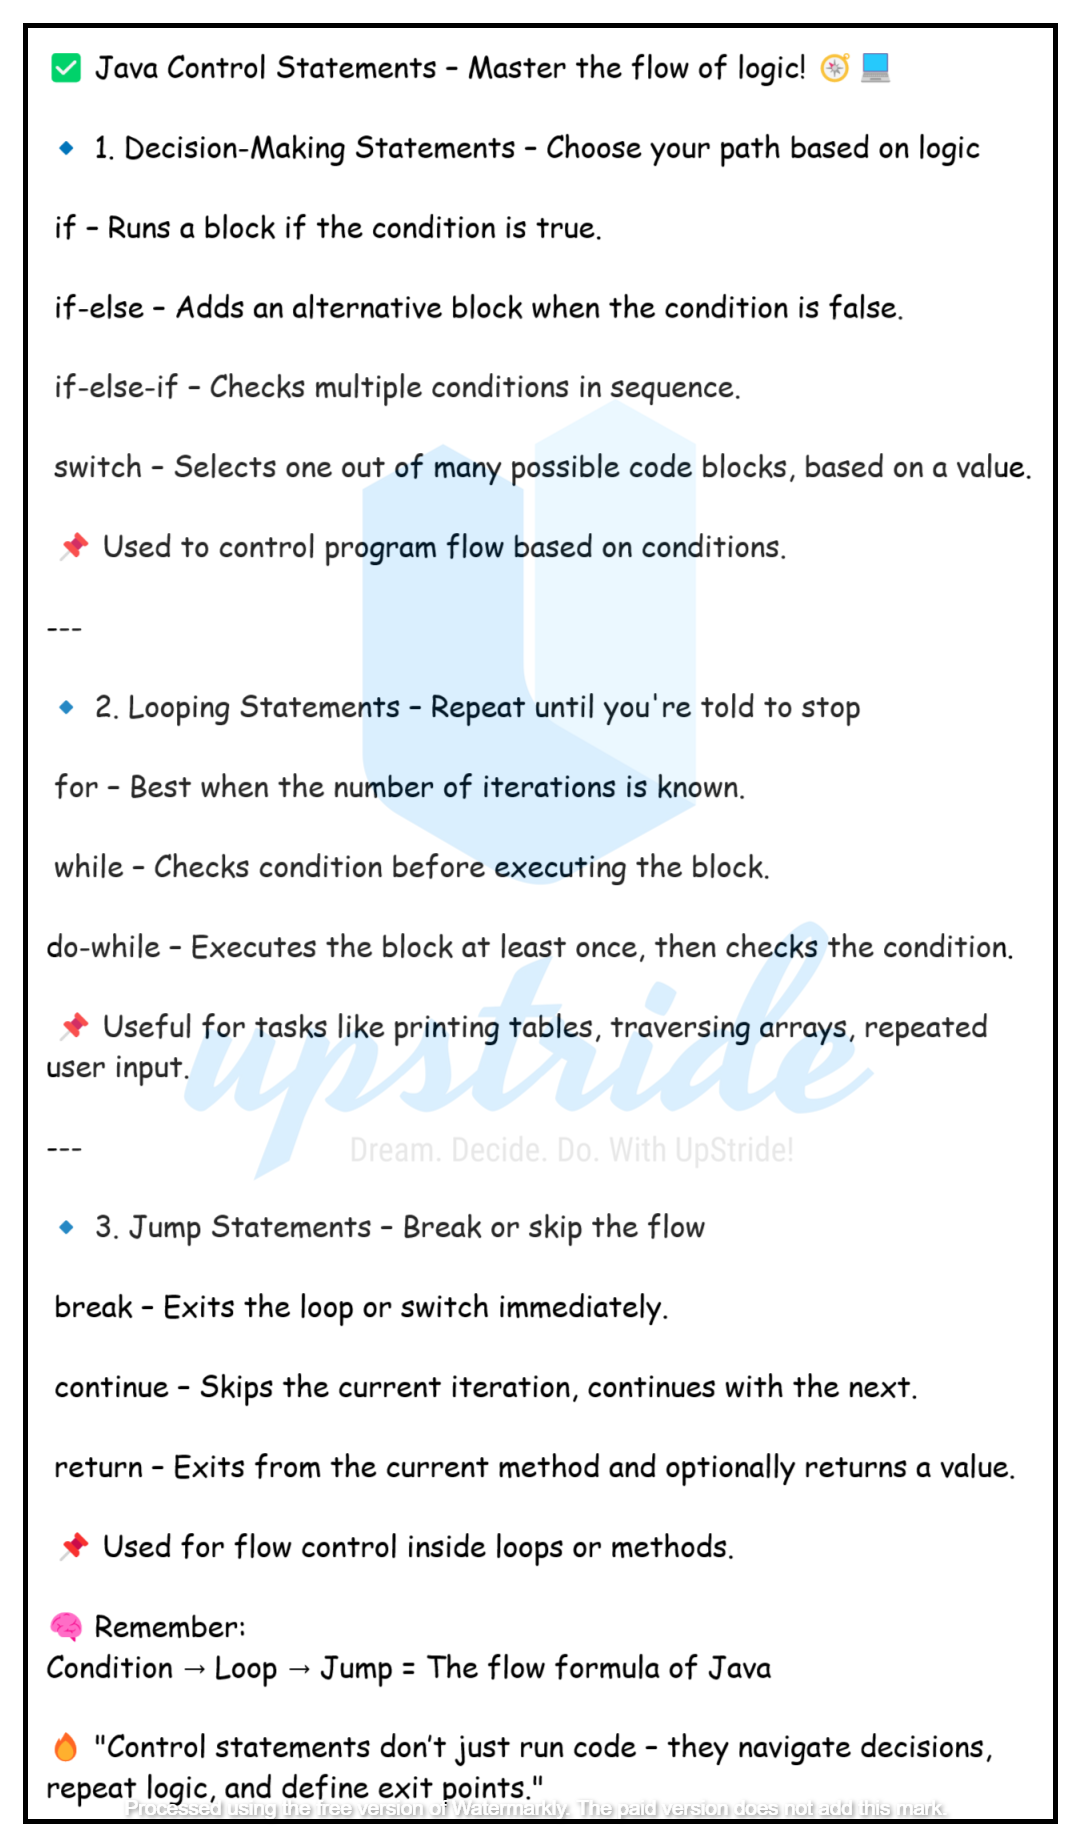 ✅ Java Control Statements – Master the flow of logic! 🧭 💻
🔹 1. Decision-Making Statements – Choose your path based on logic
if – Runs a block if the condition is true.
if-else – Adds an alternative block when the condition is false.
if-else-if – Checks multiple conditions in sequence.
switch – Selects one out of many possible code blocks, based on a value.
📌 Used to control program flow based on conditions.
---
🔹 2. Looping Statements – Repeat until you're told to stop
for – Best when the number of iterations is known.
while – Checks condition before executing the block.
do-while – Executes the block at least once, then checks the condition.
📌 Useful for tasks like printing tables, traversing arrays, repeated
user input.
upstride
---
Dream. Decide. Do. With UpStride!
🔹 3. Jump Statements – Break or skip the flow
break – Exits the loop or switch immediately.
continue – Skips the current iteration, continues with the next.
return – Exits from the current method and optionally returns a value.
📌 Used for flow control inside loops or methods.
🧠 Remember:
Condition → Loop → Jump = The flow formula of Java
🔥 "Control statements don’t just run code – they navigate decisions,
repeat logic, and define exit points."
Processed using the free version of Watermarkly. The paid version does not add this mark.